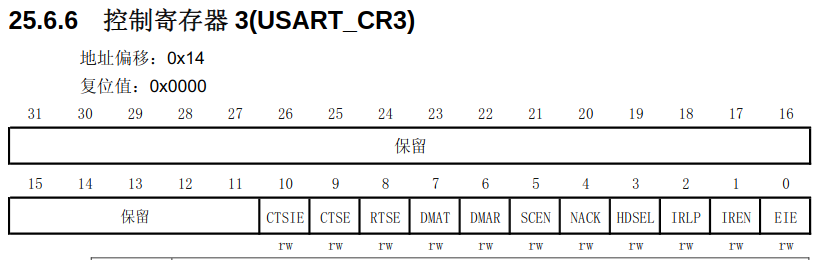 25.6.6 控制寄存器 3(USART_CR3)
地址偏移：0x14
复位值：0x0000
31 30 29 28 27 26 25 24 23 22 21 20 19 18 17 16
保留
15 14 13 12 11 10 9 8 7 6 5 4 3 2 1 0
保留 CTSIE CTSE RTSE DMAT DMAR SCEN NACK HDSEL IRLP IREN EIE
rw rw rw rw rw rw rw rw rw rw rw